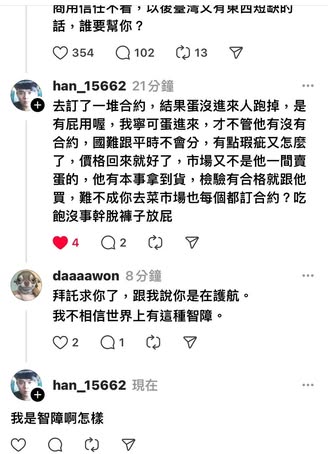 商用信任不看，以後臺灣又有東西短缺的
話，誰要幫你？
354 102 13
han_15662 21分鐘
去訂了一堆合約，結果蛋沒進來人跑掉，是
有屁用喔，我寧可蛋進來，才不管他有沒有
合約，國難跟平時不會分，有點瑕疵又怎麼
了，價格回來就好了，市場又不是他一間賣
蛋的，他有本事拿到貨，檢驗有合格就跟他
買，難不成你去菜市場也每個都訂合約？吃
飽沒事幹脫褲子放屁
4 2
daaaawon 8分鐘
拜託求你了，跟我說你是在護航。
我不相信世界上有這種智障。
2 1
han_15662 現在
我是智障啊怎樣